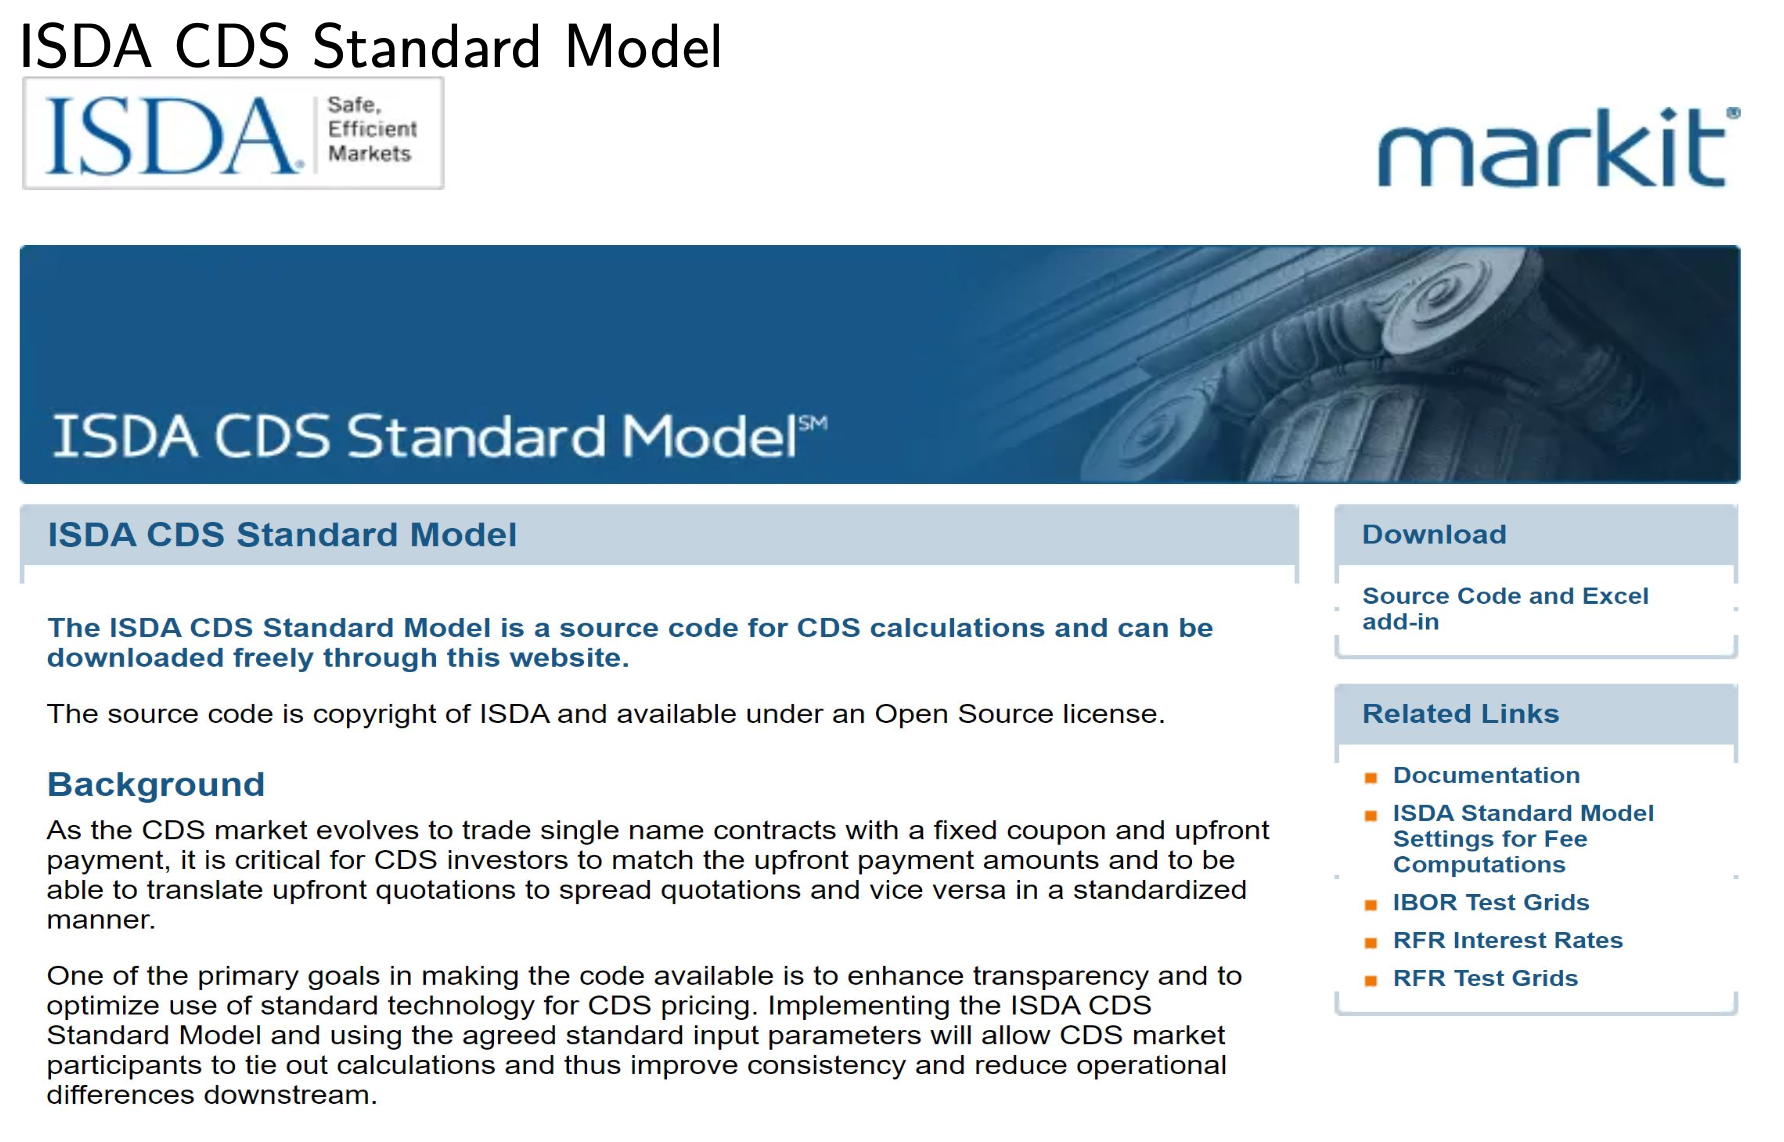 ISDA CDS Standard Model
ISDA®
Safe,
Efficient
Markets
markit®
ISDA CDS Standard Model℠
ISDA CDS Standard Model
The ISDA CDS Standard Model is a source code for CDS calculations and can be
downloaded freely through this website.
The source code is copyright of ISDA and available under an Open Source license.
Background
As the CDS market evolves to trade single name contracts with a fixed coupon and upfront
payment, it is critical for CDS investors to match the upfront payment amounts and to be
able to translate upfront quotations to spread quotations and vice versa in a standardized
manner.
One of the primary goals in making the code available is to enhance transparency and to
optimize use of standard technology for CDS pricing. Implementing the ISDA CDS
Standard Model and using the agreed standard input parameters will allow CDS market
participants to tie out calculations and thus improve consistency and reduce operational
differences downstream.
Download
Source Code and Excel
add-in
Related Links
Documentation
ISDA Standard Model
Settings for Fee
Computations
IBOR Test Grids
RFR Interest Rates
RFR Test Grids